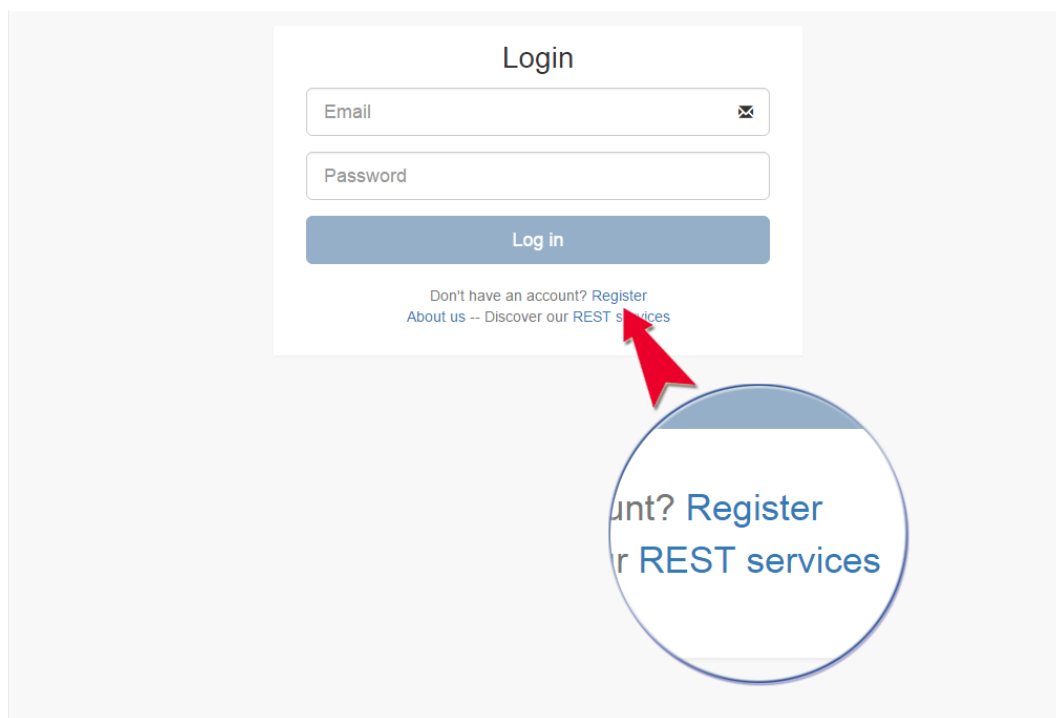 Login
Email
Password
Log in
Don't have an account? Register
About us -- Discover our REST services
unt? Register
r REST services